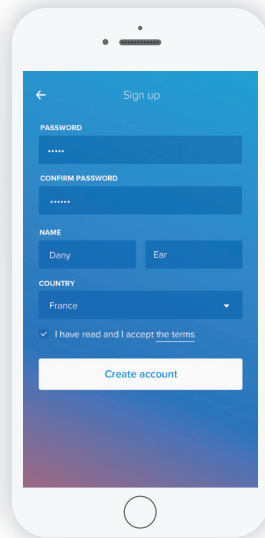 Sign up
PASSWORD
•••••
CONFIRM PASSWORD
••••••
NAME
Dany Ear
COUNTRY
France
I have read and I accept the terms
Create account